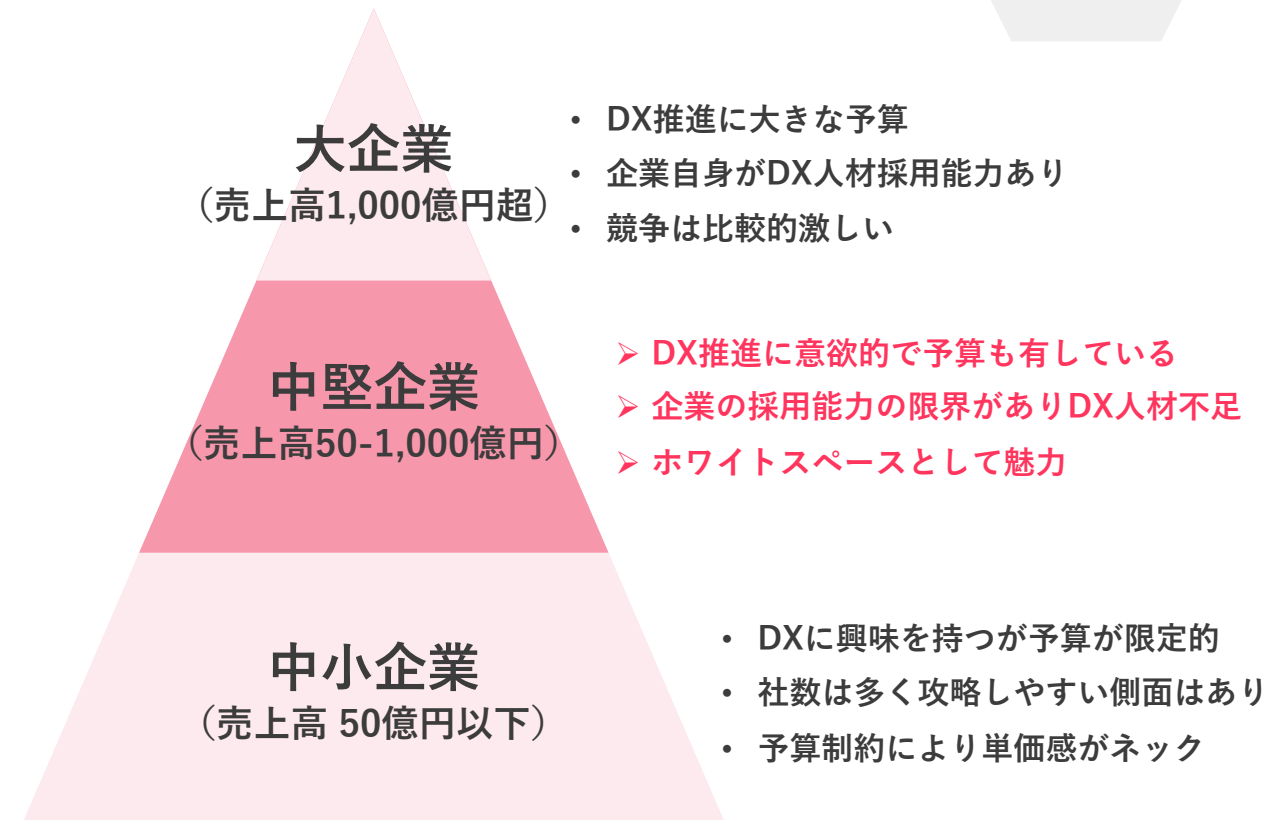 大企業
（売上高1,000億円超）
• DX推進に大きな予算
• 企業自身がDX人材採用能力あり
• 競争は比較的激しい
中堅企業
（売上高50-1,000億円）
➢ DX推進に意欲的で予算も有している
➢ 企業の採用能力の限界がありDX人材不足
➢ ホワイトスペースとして魅力
中小企業
（売上高 50億円以下）
• DXに興味を持つが予算が限定的
• 社数は多く攻略しやすい側面はあり
• 予算制約により単価感がネック